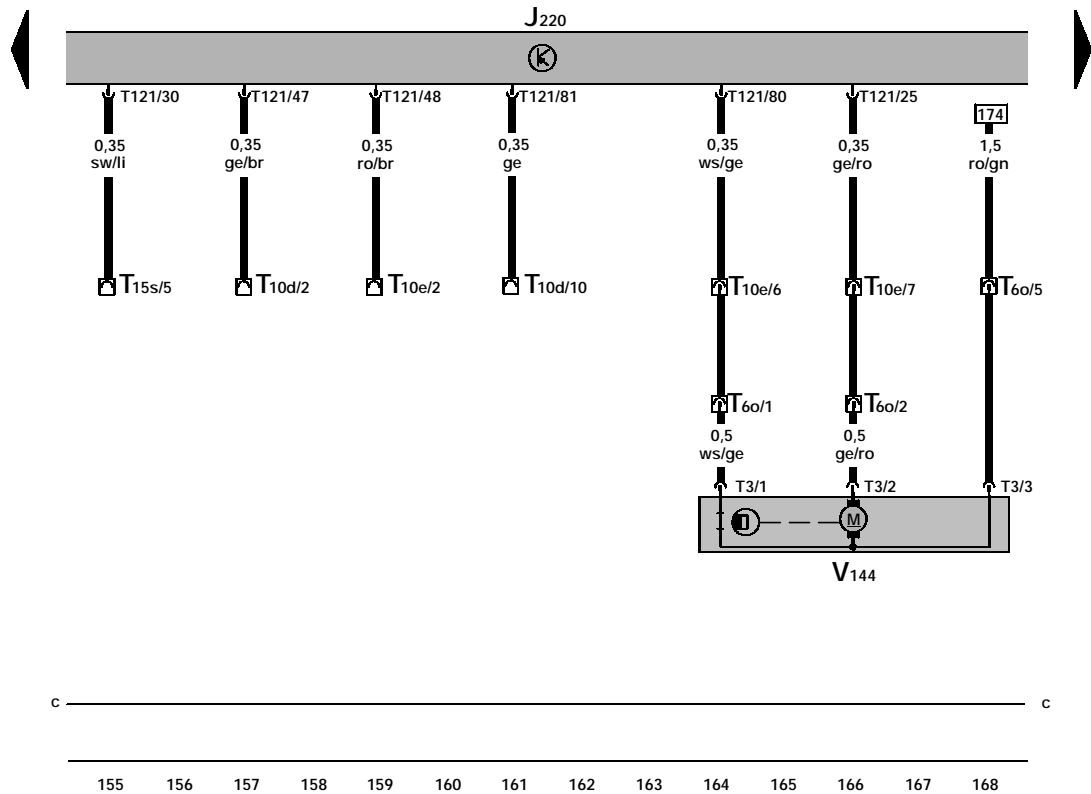 J220
T121/30 T121/47 T121/48 T121/81 T121/80 T121/25
174
0,35 0,35 0,35 0,35 0,35 0,35 1,5
sw/li ge/br ro/br ge ws/ge ge/ro ro/gn
T15s/5 T10d/2 T10e/2 T10d/10 T10e/6 T10e/7 T6o/5
T6o/1 T6o/2
0,5 0,5
ws/ge ge/ro
T3/1 T3/2 T3/3
M
V144
c c
155 156 157 158 159 160 161 162 163 164 165 166 167 168